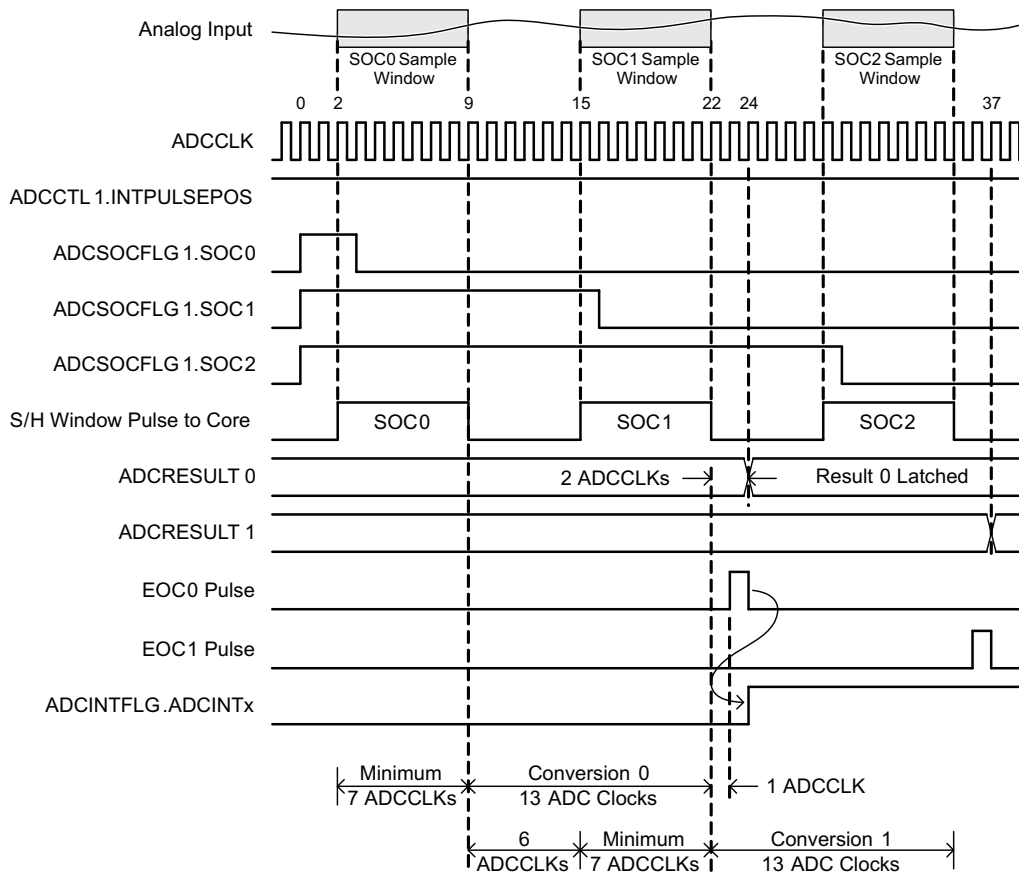 Analog Input
SOC0 Sample
Window
SOC1 Sample
Window
SOC2 Sample
Window
0 2 9 15 22 24 37
ADCCLK
ADCCTL 1.INTPULSEPOS
ADCSOCFLG 1.SOC0
ADCSOCFLG 1.SOC1
ADCSOCFLG 1.SOC2
S/H Window Pulse to Core SOC0 SOC1 SOC2
ADCRESULT 0 2 ADCCLKs Result 0 Latched
ADCRESULT 1
EOC0 Pulse
EOC1 Pulse
ADCINTFLG.ADCINTx
Minimum
7 ADCCLKs
Conversion 0
13 ADC Clocks
1 ADCCLK
6
ADCCLKs
Minimum
7 ADCCLKs
Conversion 1
13 ADC Clocks